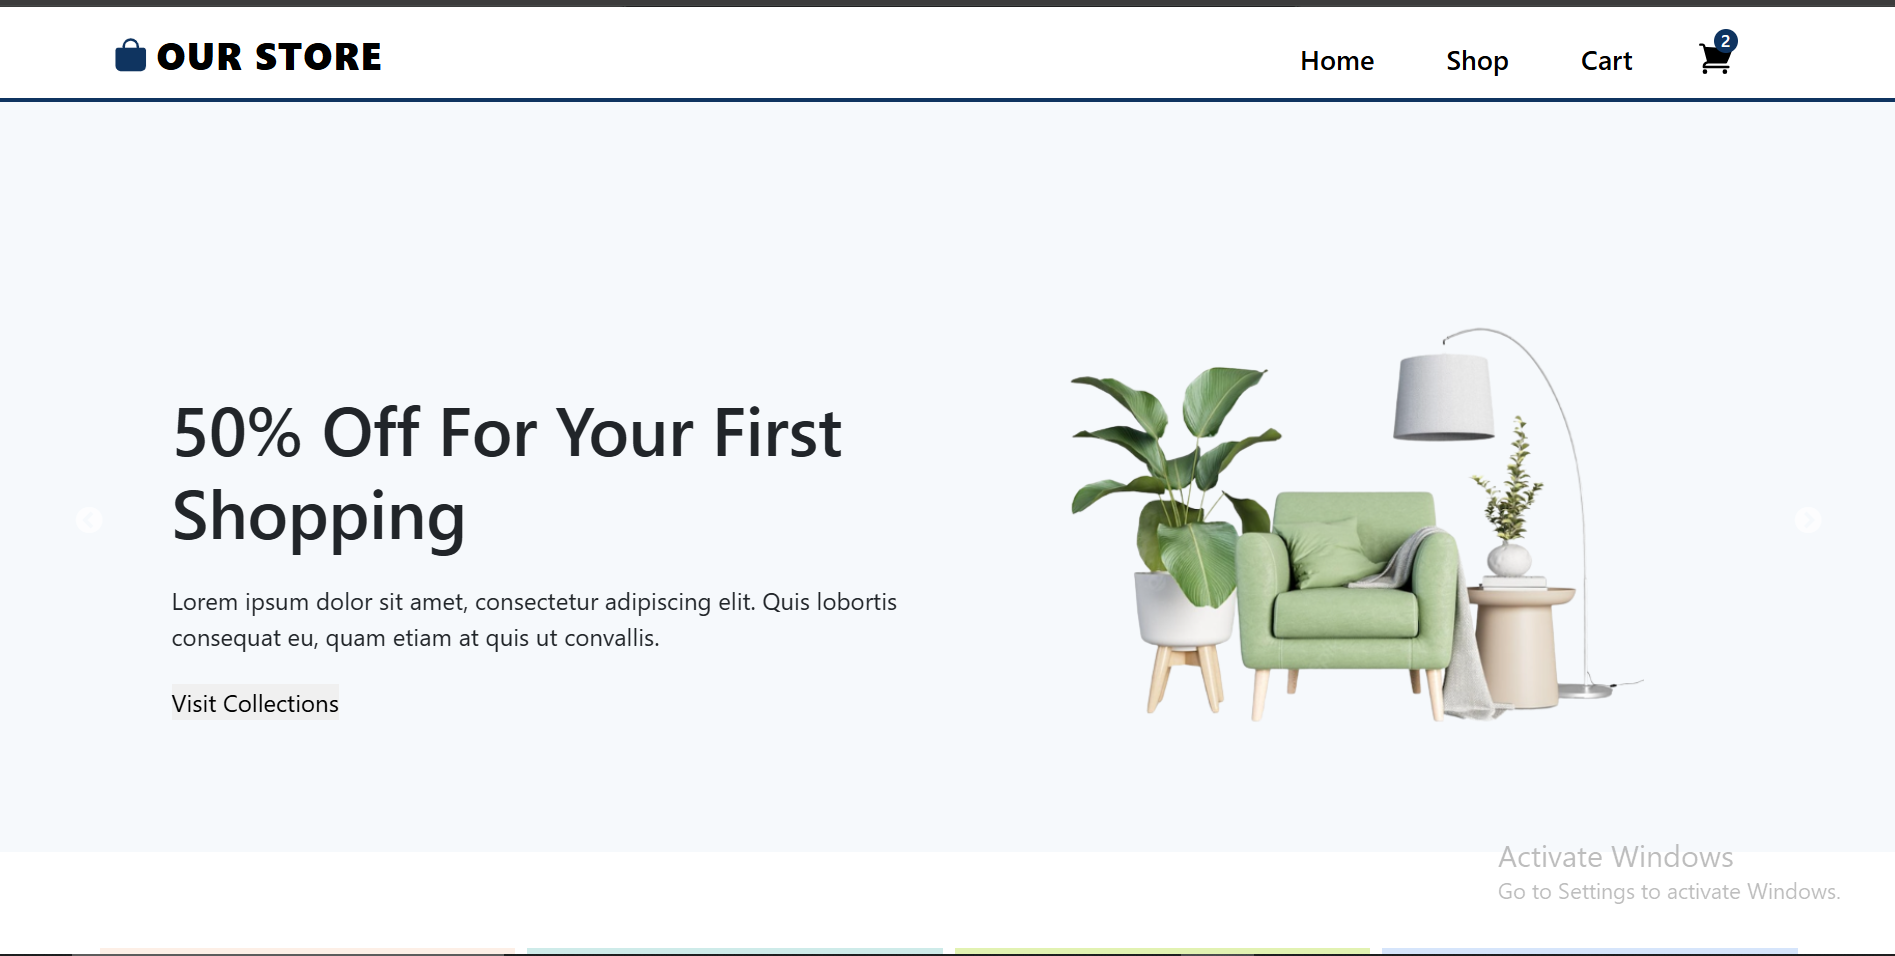 OUR STORE
Home
Shop
Cart
2
50% Off For Your First
Shopping
Lorem ipsum dolor sit amet, consectetur adipiscing elit. Quis lobortis
consequat eu, quam etiam at quis ut convallis.
Visit Collections
Activate Windows
Go to Settings to activate Windows.